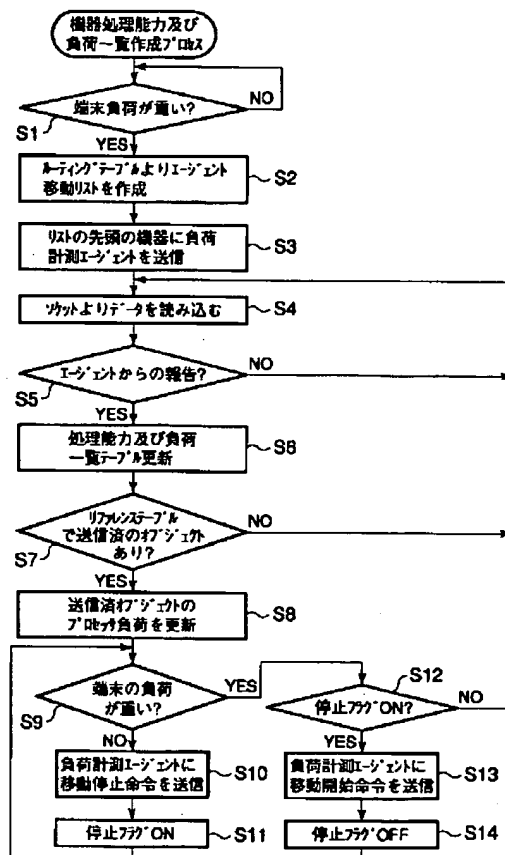 機器処理能力及び
負荷一覧作成プロセス
端末負荷が重い?
NO
S1
YES
ルーティングテーブルよりエージェント
移動リストを作成
S2
リストの先頭の機器に負荷
計測エージェントを送信
S3
ソケットよりデータを読み込む
S4
エージェントからの報告?
NO
S5
YES
処理能力及び負荷
一覧テーブル更新
S6
リファレンステーブル
で送信済のオブジェクト
あり?
NO
S7
YES
送信済オブジェクトの
プロセッサ負荷を更新
S8
端末の負荷
が重い?
YES
S9
NO
停止フラグON?
S12
NO
YES
負荷計測エージェントに
移動停止命令を送信
S10
負荷計測エージェントに
移動開始命令を送信
S13
停止フラグON
S11
停止フラグOFF
S14